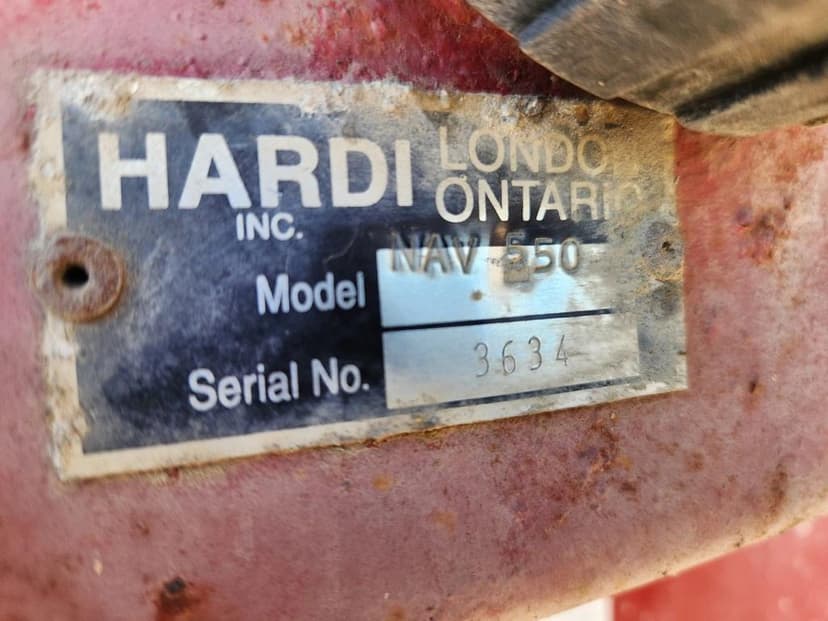 HARDI LONDON
ONTARIO
INC.
Model NAV 550
Serial No. 3634